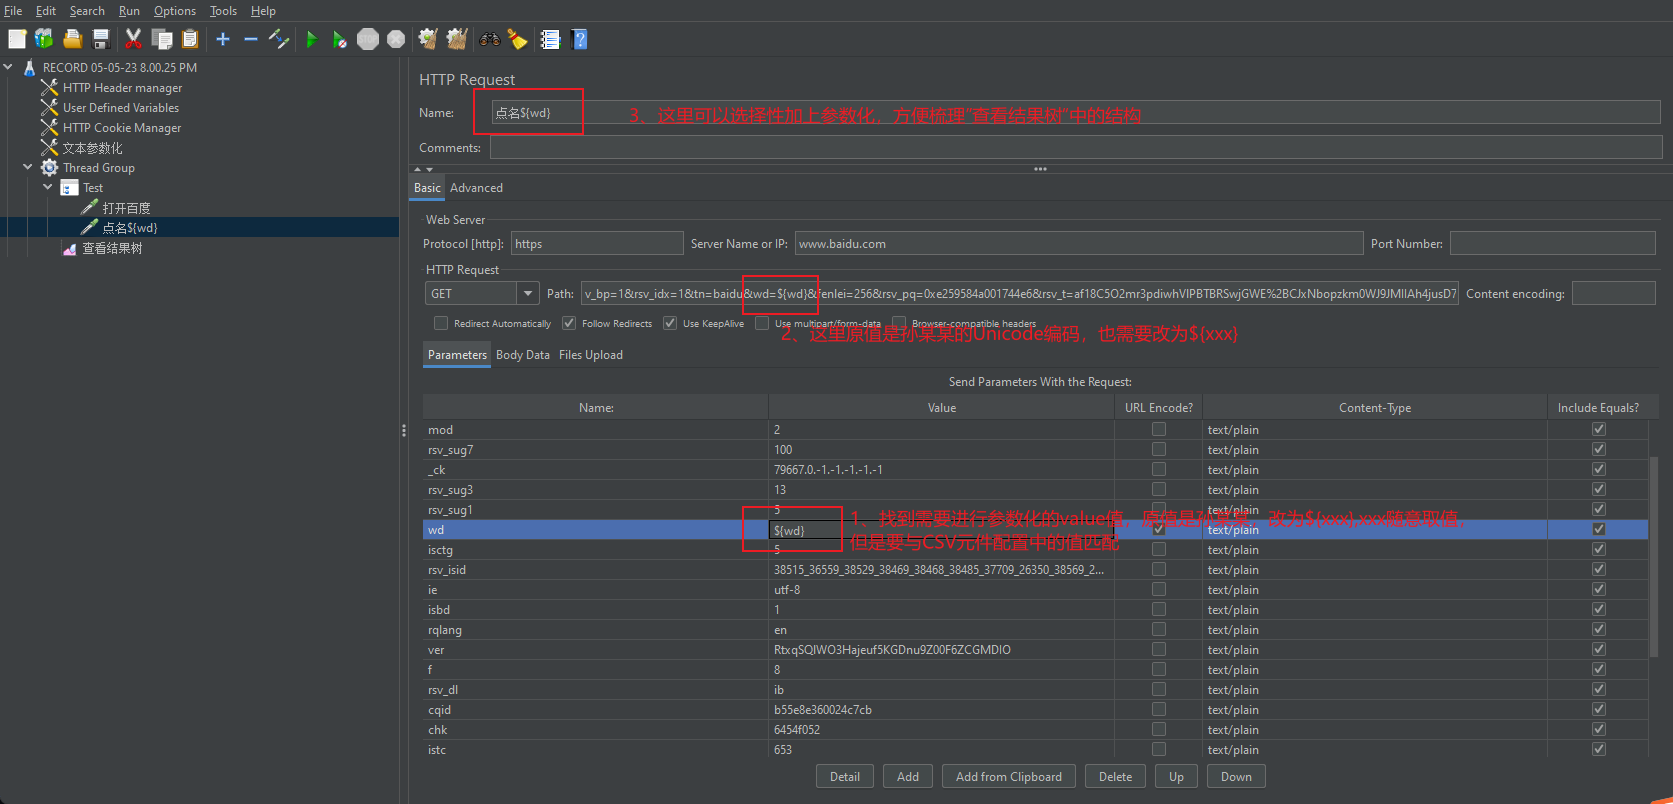 File Edit Search Run Options Tools Help
RECORD 05-05-23 8.00.25 PM
HTTP Header manager
User Defined Variables
HTTP Cookie Manager
文本参数化
Thread Group
Test
打开百度
点名${wd}
查看结果树
HTTP Request
Name: 点名${wd} 3、这里可以选择性加上参数化，方便梳理"查看结果树"中的结构
Comments:
Basic Advanced
Web Server
Protocol [http]: https Server Name or IP: www.baidu.com Port Number:
HTTP Request
GET Path: v_bp=1&rsv_idx=1&tn=baidu&wd=${wd}&fenlei=256&rsv_pq=0xe259584a001744e6&rsv_t=af18C5O2mr3pdiwhVIPBTBRSwjGWE%2BCJxNbopzkm0WJ9JMIIAh4jusD7 Content encoding:
Redirect Automatically Follow Redirects Use KeepAlive Use multipart/form-data Browser-compatible headers
2、这里原值是孙某某的Unicode编码，也需要改为${xxx}
Parameters Body Data Files Upload
Send Parameters With the Request:
Name: Value URL Encode? Content-Type Include Equals?
mod 2 text/plain
rsv_sug7 100 text/plain
_ck 79667.0.-1.-1.-1.-1.-1 text/plain
rsv_sug3 13 text/plain
rsv_sug1 5 text/plain
wd ${wd} 1、找到需要进行参数化的value值，原值是孙某某，改为${xxx},xxx随意取值，
但是要与CSV元件配置中的值匹配
isctg 5 text/plain
rsv_isid 38515_36559_38529_38469_38468_38485_37709_26350_38569_2... text/plain
ie utf-8 text/plain
isbd 1 text/plain
rqlang en text/plain
ver RtxqSQIWO3Hajeuf5KGDnu9Z00F6ZCGMDIO text/plain
f 8 text/plain
rsv_dl ib text/plain
cqid b55e8e360024c7cb text/plain
chk 6454f052 text/plain
istc 653 text/plain
Detail Add Add from Clipboard Delete Up Down